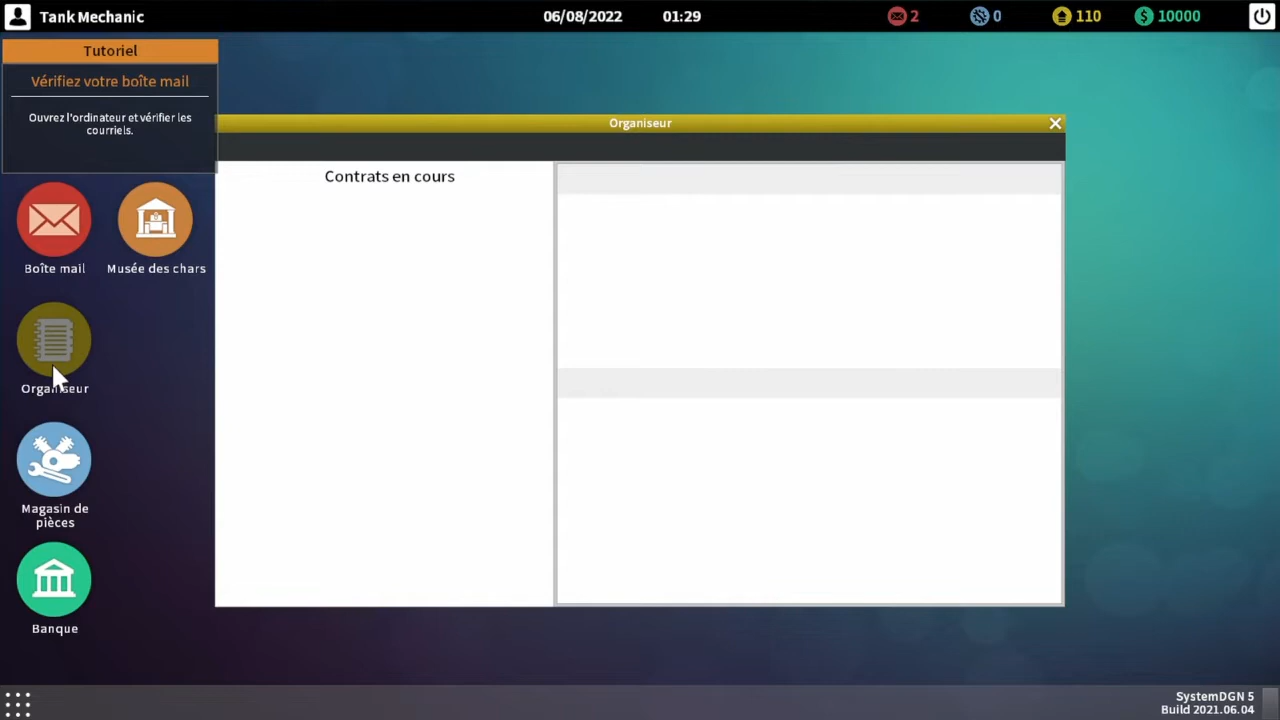 Tank Mechanic
06/08/2022
01:29
2
0
110
$ 10000
Tutoriel
Vérifiez votre boîte mail
Ouvrez l'ordinateur et vérifier les
courriels.
Organiseur
Contrats en cours
Boîte mail
Musée des chars
Organiseur
Magasin de
pièces
Banque
SystemDGN 5
Build 2021.06.04